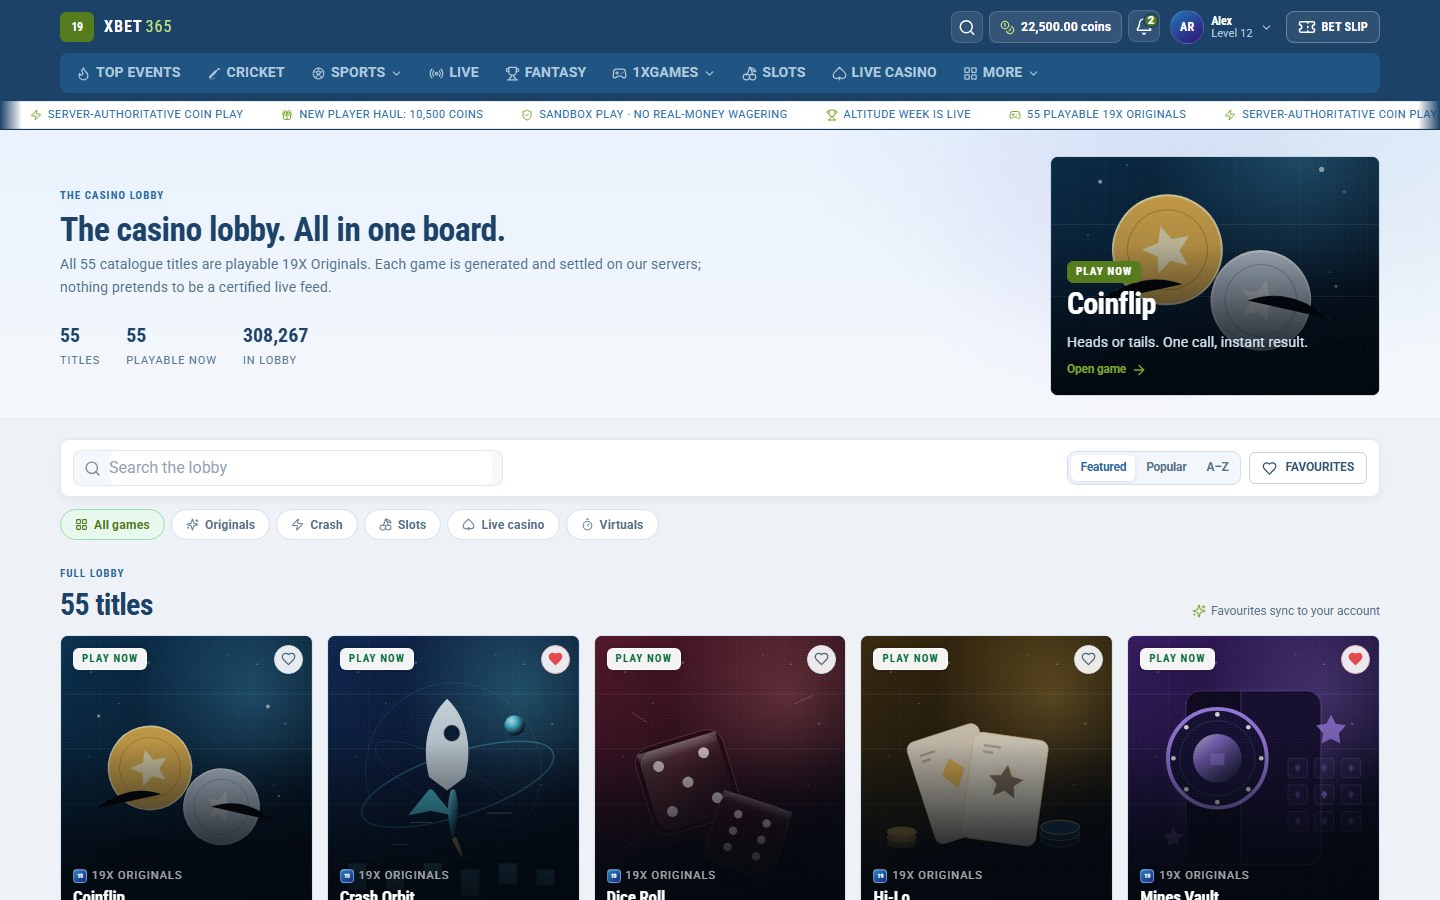 19 XBET 365
22,500.00 coins
2
AR
Alex
Level 12
BET SLIP
TOP EVENTS CRICKET SPORTS LIVE FANTASY 1XGAMES SLOTS LIVE CASINO MORE
SERVER-AUTHORITATIVE COIN PLAY NEW PLAYER HAUL: 10,500 COINS SANDBOX PLAY · NO REAL-MONEY WAGERING ALTITUDE WEEK IS LIVE 55 PLAYABLE 19X ORIGINALS SERVER-AUTHORITATIVE COIN PLAY
THE CASINO LOBBY
The casino lobby. All in one board.
All 55 catalogue titles are playable 19X Originals. Each game is generated and settled on our servers;
nothing pretends to be a certified live feed.
55 55 308,267
TITLES PLAYABLE NOW IN LOBBY
PLAY NOW
Coinflip
Heads or tails. One call, instant result.
Open game
Search the lobby
Featured Popular A–Z FAVOURITES
All games Originals Crash Slots Live casino Virtuals
FULL LOBBY
55 titles
Favourites sync to your account
PLAY NOW PLAY NOW PLAY NOW PLAY NOW PLAY NOW
19 19X ORIGINALS 19 19X ORIGINALS 19 19X ORIGINALS 19 19X ORIGINALS 19 19X ORIGINALS
Coinflip Crash Orbit Dice Roll Hi-Lo Mines Vault